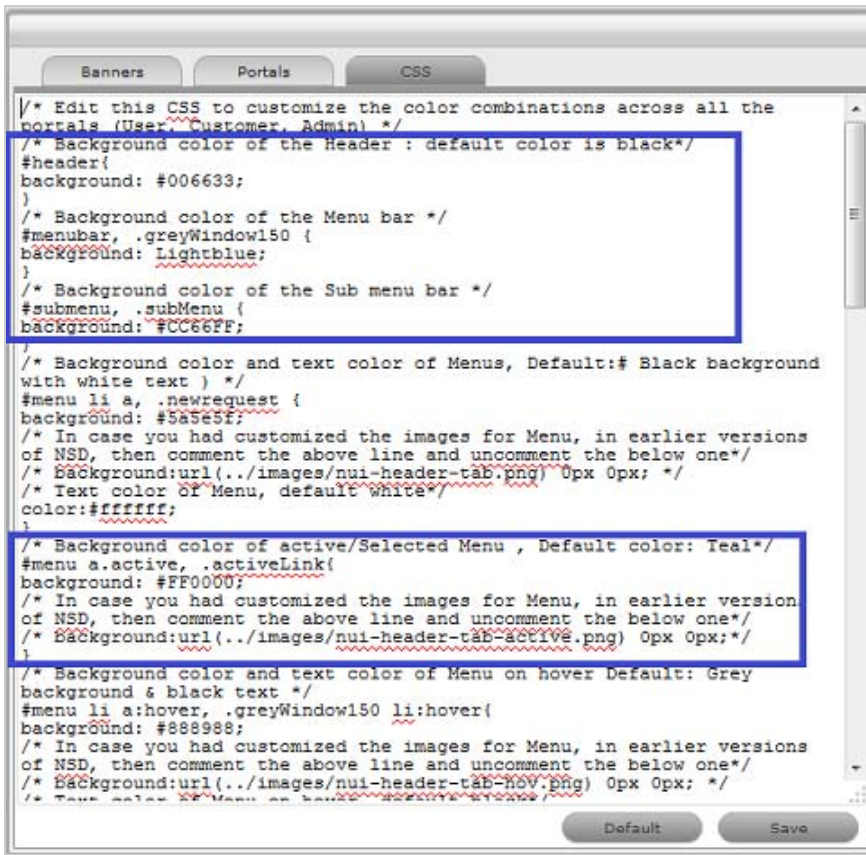 Banners Portals CSS
/* Edit this CSS to customize the color combinations across all the
portals (User, Customer, Admin) */
/* Background color of the Header : default color is black*/
#header{
background: #006633;
}
/* Background color of the Menu bar */
#menubar, .greyWindow150 {
background: Lightblue;
}
/* Background color of the Sub menu bar */
#submenu, .subMenu {
background: #CC66FF;
}
/* Background color and text color of Menus, Default:# Black background
with white text ) */
#menu li a, .newrequest {
background: #5a5e5f;
/* In case you had customized the images for Menu, in earlier versions
of NSD, then comment the above line and uncomment the below one*/
/* background:url(../images/nui-header-tab.png) 0px 0px; */
/* Text color of Menu, default white*/
color:#ffffff;
}
/* Background color of active/Selected Menu , Default color: Teal*/
#menu a.active, .activeLink{
background: #FF0000;
/* In case you had customized the images for Menu, in earlier version
of NSD, then comment the above line and uncomment the below one*/
/* background:url(../images/nui-header-tab-active.png) 0px 0px;*/
}
/* Background color and text color of Menu on hover Default: Grey
background & black text */
#menu li a:hover, .greyWindow150 li:hover{
background: #888988;
/* In case you had customized the images for Menu, in earlier versions
of NSD, then comment the above line and uncomment the below one*/
/* background:url(../images/nui-header-tab-hov.png) 0px 0px; */
/* Text color of Menu on hover, default black*/
Default Save